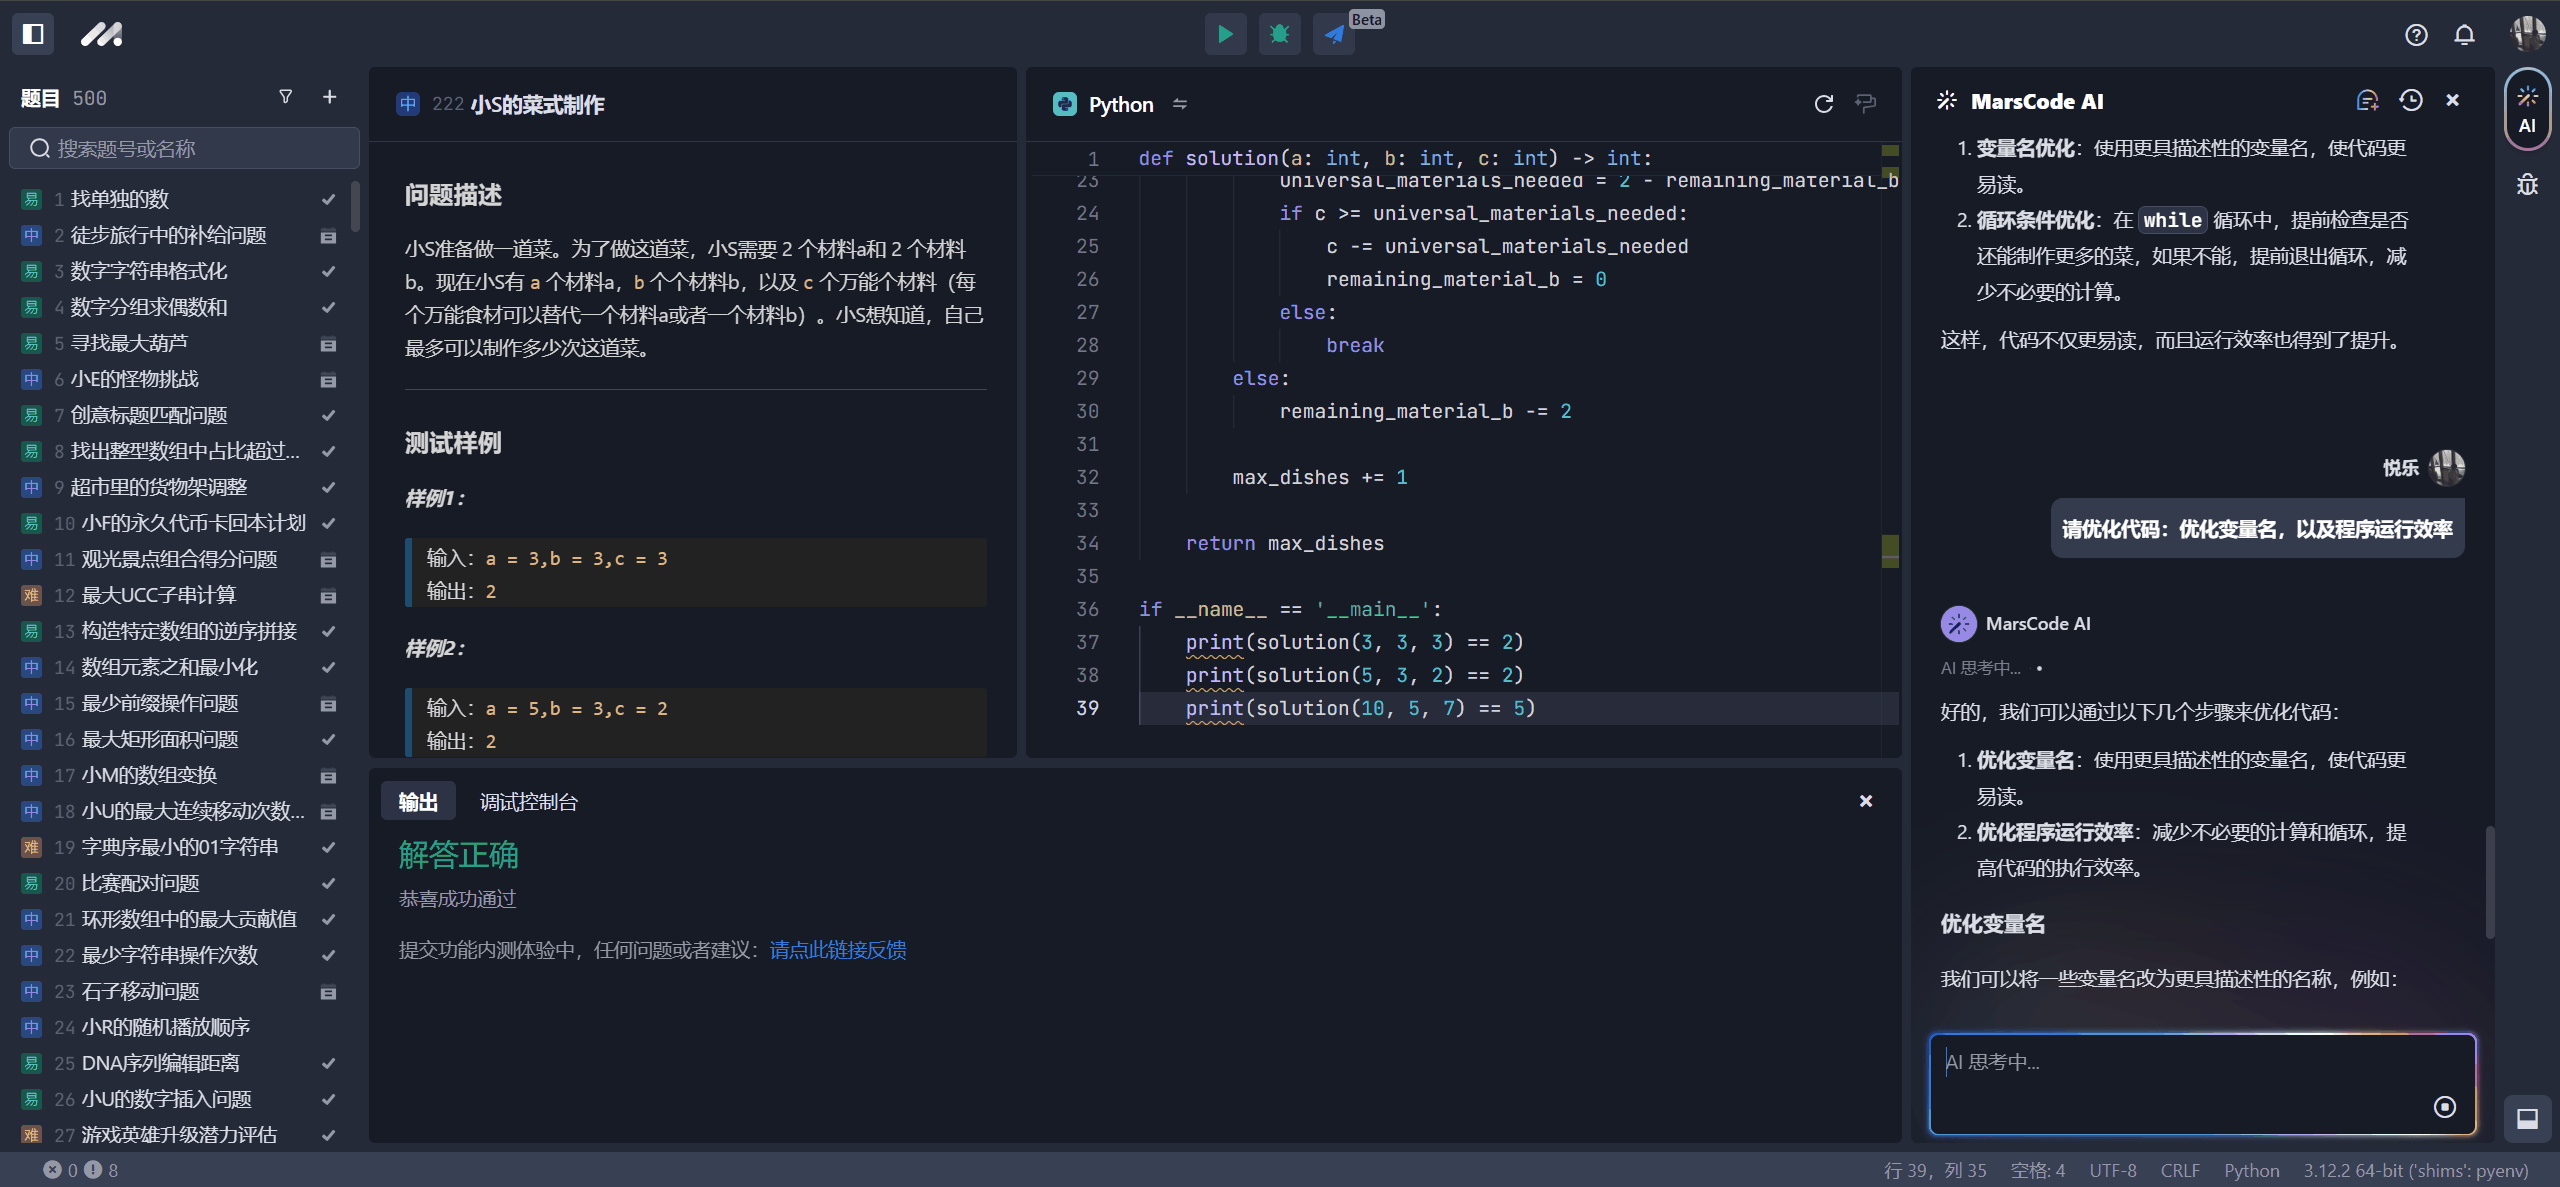 Beta
题目 500
搜索题号或名称
易 1 找单独的数
中 2 徒步旅行中的补给问题
易 3 数字字符串格式化
易 4 数字分组求偶数和
易 5 寻找最大葫芦
中 6 小E的怪物挑战
易 7 创意标题匹配问题
易 8 找出整型数组中占比超过...
中 9 超市里的货物架调整
易 10 小F的永久代币卡回本计划
中 11 观光景点组合得分问题
难 12 最大UCC子串计算
易 13 构造特定数组的逆序拼接
中 14 数组元素之和最小化
中 15 最少前缀操作问题
中 16 最大矩形面积问题
中 17 小M的数组变换
中 18 小U的最大连续移动次数...
难 19 字典序最小的01字符串
易 20 比赛配对问题
中 21 环形数组中的最大贡献值
中 22 最少字符串操作次数
中 23 石子移动问题
中 24 小R的随机播放顺序
易 25 DNA序列编辑距离
易 26 小U的数字插入问题
难 27 游戏英雄升级潜力评估
中 222 小S的菜式制作
问题描述
小S准备做一道菜。为了做这道菜，小S需要 2 个材料a和 2 个材料
b。现在小S有 a 个材料a，b 个个材料b，以及 c 个万能个材料（每
个万能食材可以替代一个材料a或者一个材料b）。小S想知道，自己
最多可以制作多少次这道菜。
测试样例
样例1：
输入：a = 3,b = 3,c = 3
输出：2
样例2：
输入：a = 5,b = 3,c = 2
输出：2
Python
1 def solution(a: int, b: int, c: int) -> int:
23 universal_materials_needed = 2 - remaining_material_b
24 if c >= universal_materials_needed:
25 c -= universal_materials_needed
26 remaining_material_b = 0
27 else:
28 break
29 else:
30 remaining_material_b -= 2
31
32 max_dishes += 1
33
34 return max_dishes
35
36 if __name__ == '__main__':
37 print(solution(3, 3, 3) == 2)
38 print(solution(5, 3, 2) == 2)
39 print(solution(10, 5, 7) == 5)
输出 调试控制台
解答正确
恭喜成功通过
提交功能内测体验中，任何问题或者建议：请点此链接反馈
MarsCode AI
1. 变量名优化：使用更具描述性的变量名，使代码更
易读。
2. 循环条件优化：在 while 循环中，提前检查是否
还能制作更多的菜，如果不能，提前退出循环，减
少不必要的计算。
这样，代码不仅更易读，而且运行效率也得到了提升。
悦乐
请优化代码：优化变量名，以及程序运行效率
MarsCode AI
AI 思考中...
好的，我们可以通过以下几个步骤来优化代码：
1. 优化变量名：使用更具描述性的变量名，使代码更
易读。
2. 优化程序运行效率：减少不必要的计算和循环，提
高代码的执行效率。
优化变量名
我们可以将一些变量名改为更具描述性的名称，例如：
AI 思考中...
AI
0 8
行 39，列 35 空格: 4 UTF-8 CRLF Python 3.12.2 64-bit ('shims': pyenv)